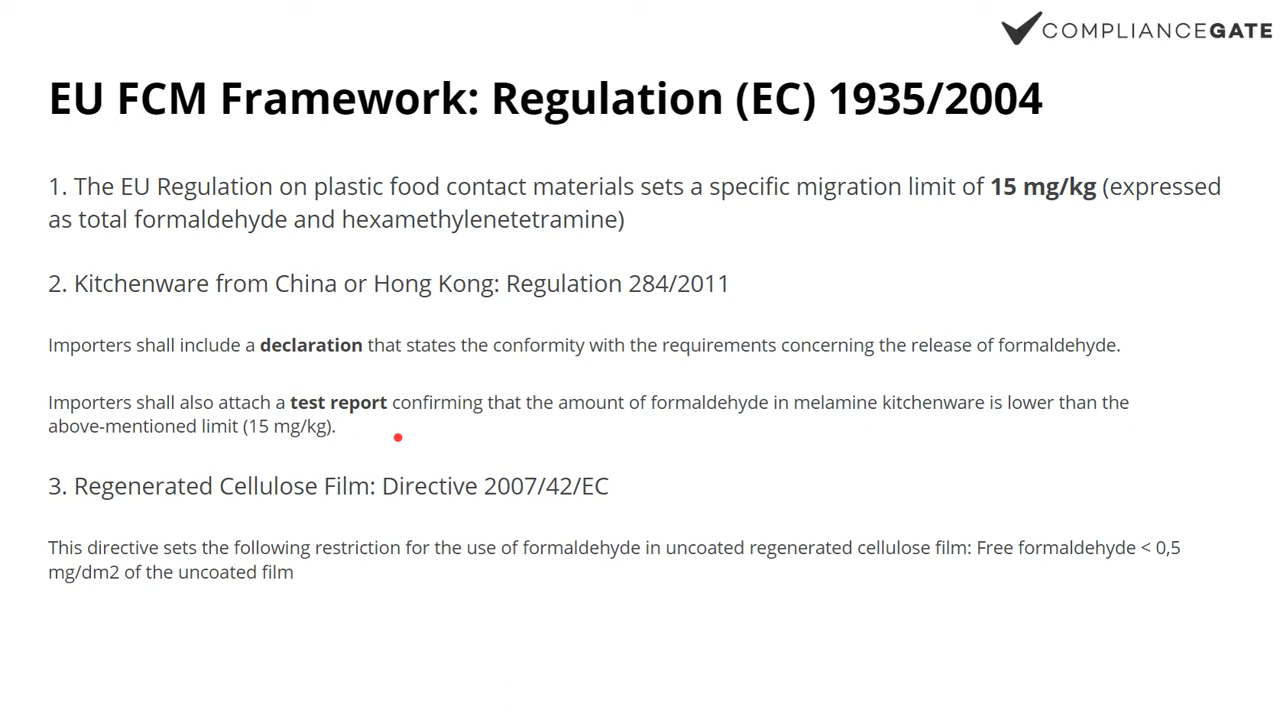 COMPLIANCEGATE
EU FCM Framework: Regulation (EC) 1935/2004
1. The EU Regulation on plastic food contact materials sets a specific migration limit of 15 mg/kg (expressed
as total formaldehyde and hexamethylenetetramine)
2. Kitchenware from China or Hong Kong: Regulation 284/2011
Importers shall include a declaration that states the conformity with the requirements concerning the release of formaldehyde.
Importers shall also attach a test report confirming that the amount of formaldehyde in melamine kitchenware is lower than the
above-mentioned limit (15 mg/kg).
3. Regenerated Cellulose Film: Directive 2007/42/EC
This directive sets the following restriction for the use of formaldehyde in uncoated regenerated cellulose film: Free formaldehyde < 0,5
mg/dm2 of the uncoated film